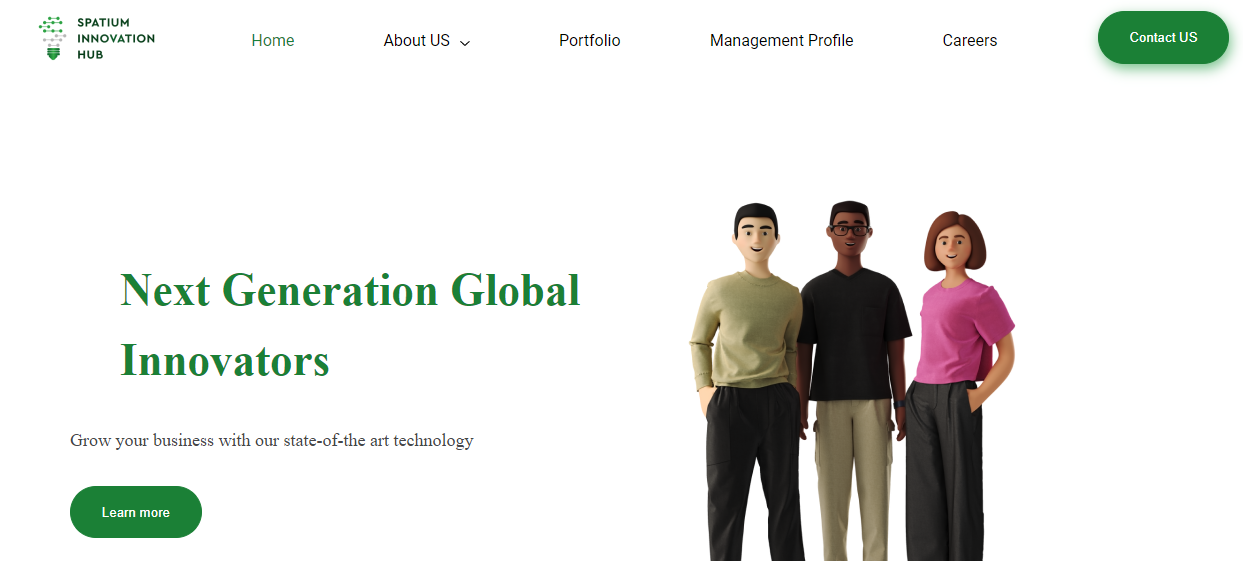 SPATIUM
INNOVATION
HUB
Home
About US
Portfolio
Management Profile
Careers
Contact US
Next Generation Global
Innovators
Grow your business with our state-of-the art technology
Learn more